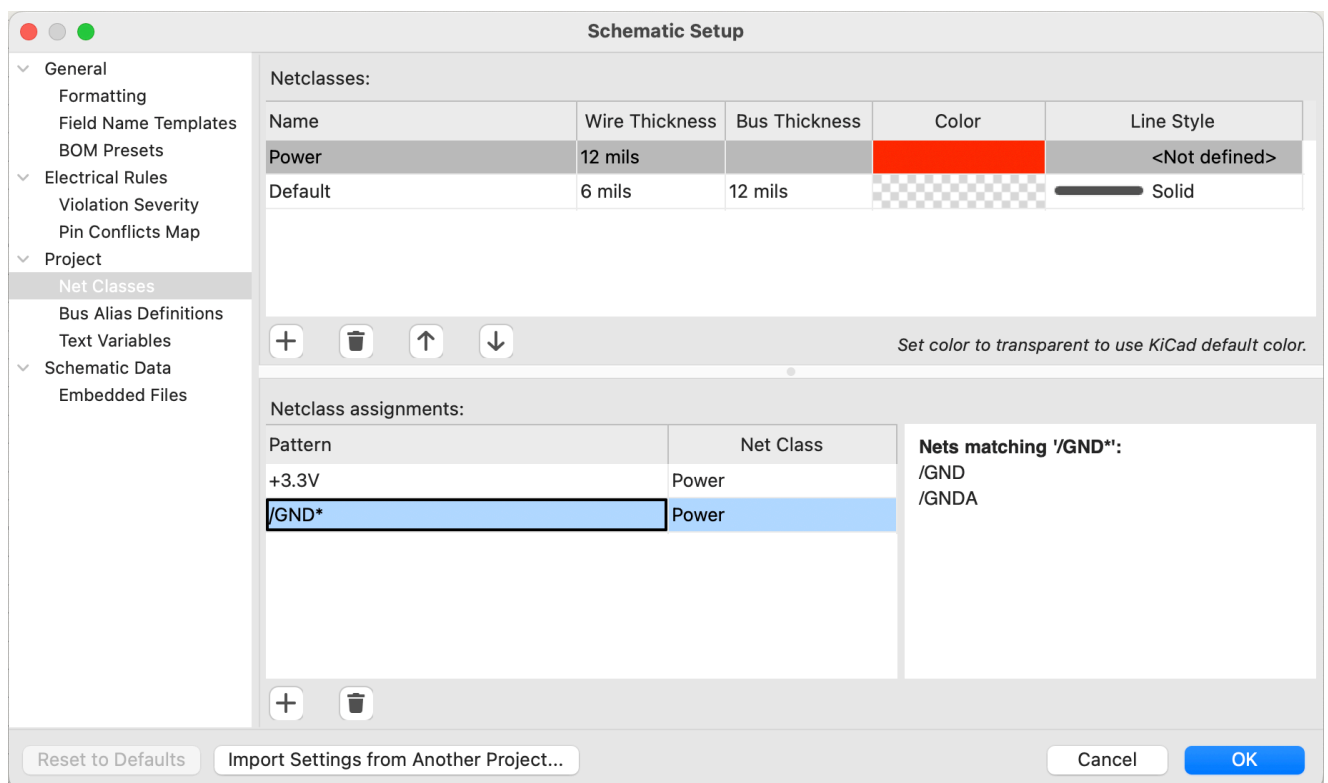 Schematic Setup
General
Formatting
Field Name Templates
BOM Presets
Electrical Rules
Violation Severity
Pin Conflicts Map
Project
Net Classes
Bus Alias Definitions
Text Variables
Schematic Data
Embedded Files
Netclasses:
Name Wire Thickness Bus Thickness Color Line Style
Power 12 mils <Not defined>
Default 6 mils 12 mils Solid
Set color to transparent to use KiCad default color.
Netclass assignments:
Pattern Net Class
+3.3V Power
/GND* Power
Nets matching '/GND*':
/GND
/GNDA
Reset to Defaults Import Settings from Another Project... Cancel OK